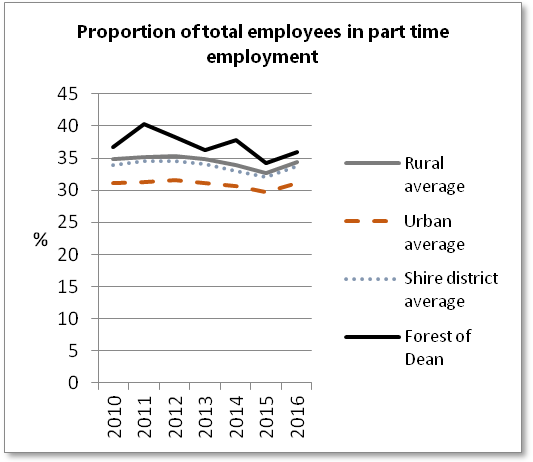 Proportion of total employees in part time
employment
45
40
35
30
25
20
15
10
5
0
%
2010
2011
2012
2013
2014
2015
2016
Rural
average
Urban
average
Shire district
average
Forest of
Dean